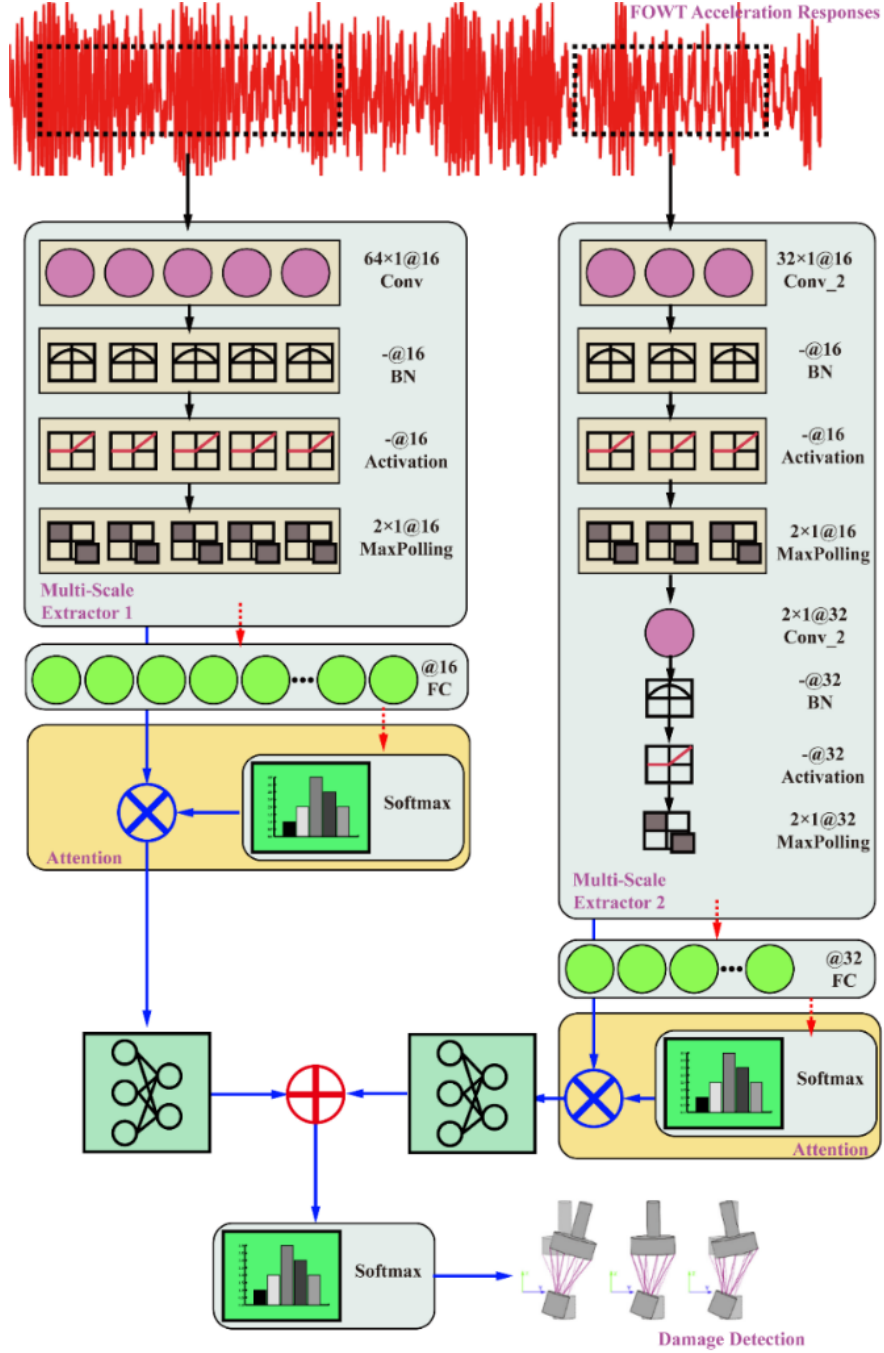 FOWT Acceleration Responses
64×1@16
Conv
-@16
BN
-@16
Activation
2×1@16
MaxPolling
Multi-Scale
Extractor 1
@16
FC
Softmax
Attention
32×1@16
Conv_2
-@16
BN
-@16
Activation
2×1@16
MaxPolling
2×1@32
Conv_2
-@32
BN
-@32
Activation
2×1@32
MaxPolling
Multi-Scale
Extractor 2
@32
FC
Softmax
Attention
Softmax
Damage Detection